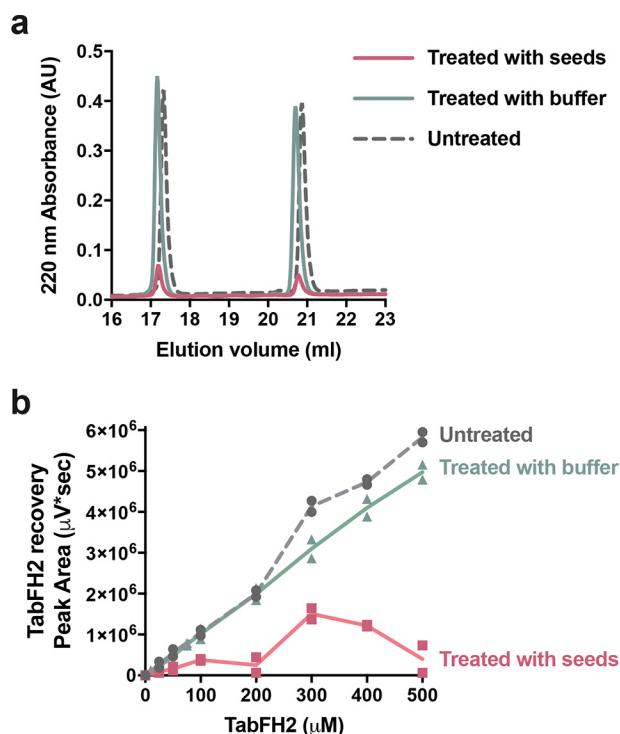 a
0.5
0.4
0.3
0.2
0.1
0.0
220 nm Absorbance (AU)
16 17 18 19 20 21 22 23
Elution volume (ml)
Treated with seeds
Treated with buffer
Untreated
b
6×10⁶
5×10⁶
4×10⁶
3×10⁶
2×10⁶
1×10⁶
0
TabFH2 recovery
Peak Area (μV*sec)
0 100 200 300 400 500
TabFH2 (μM)
Untreated
Treated with buffer
Treated with seeds